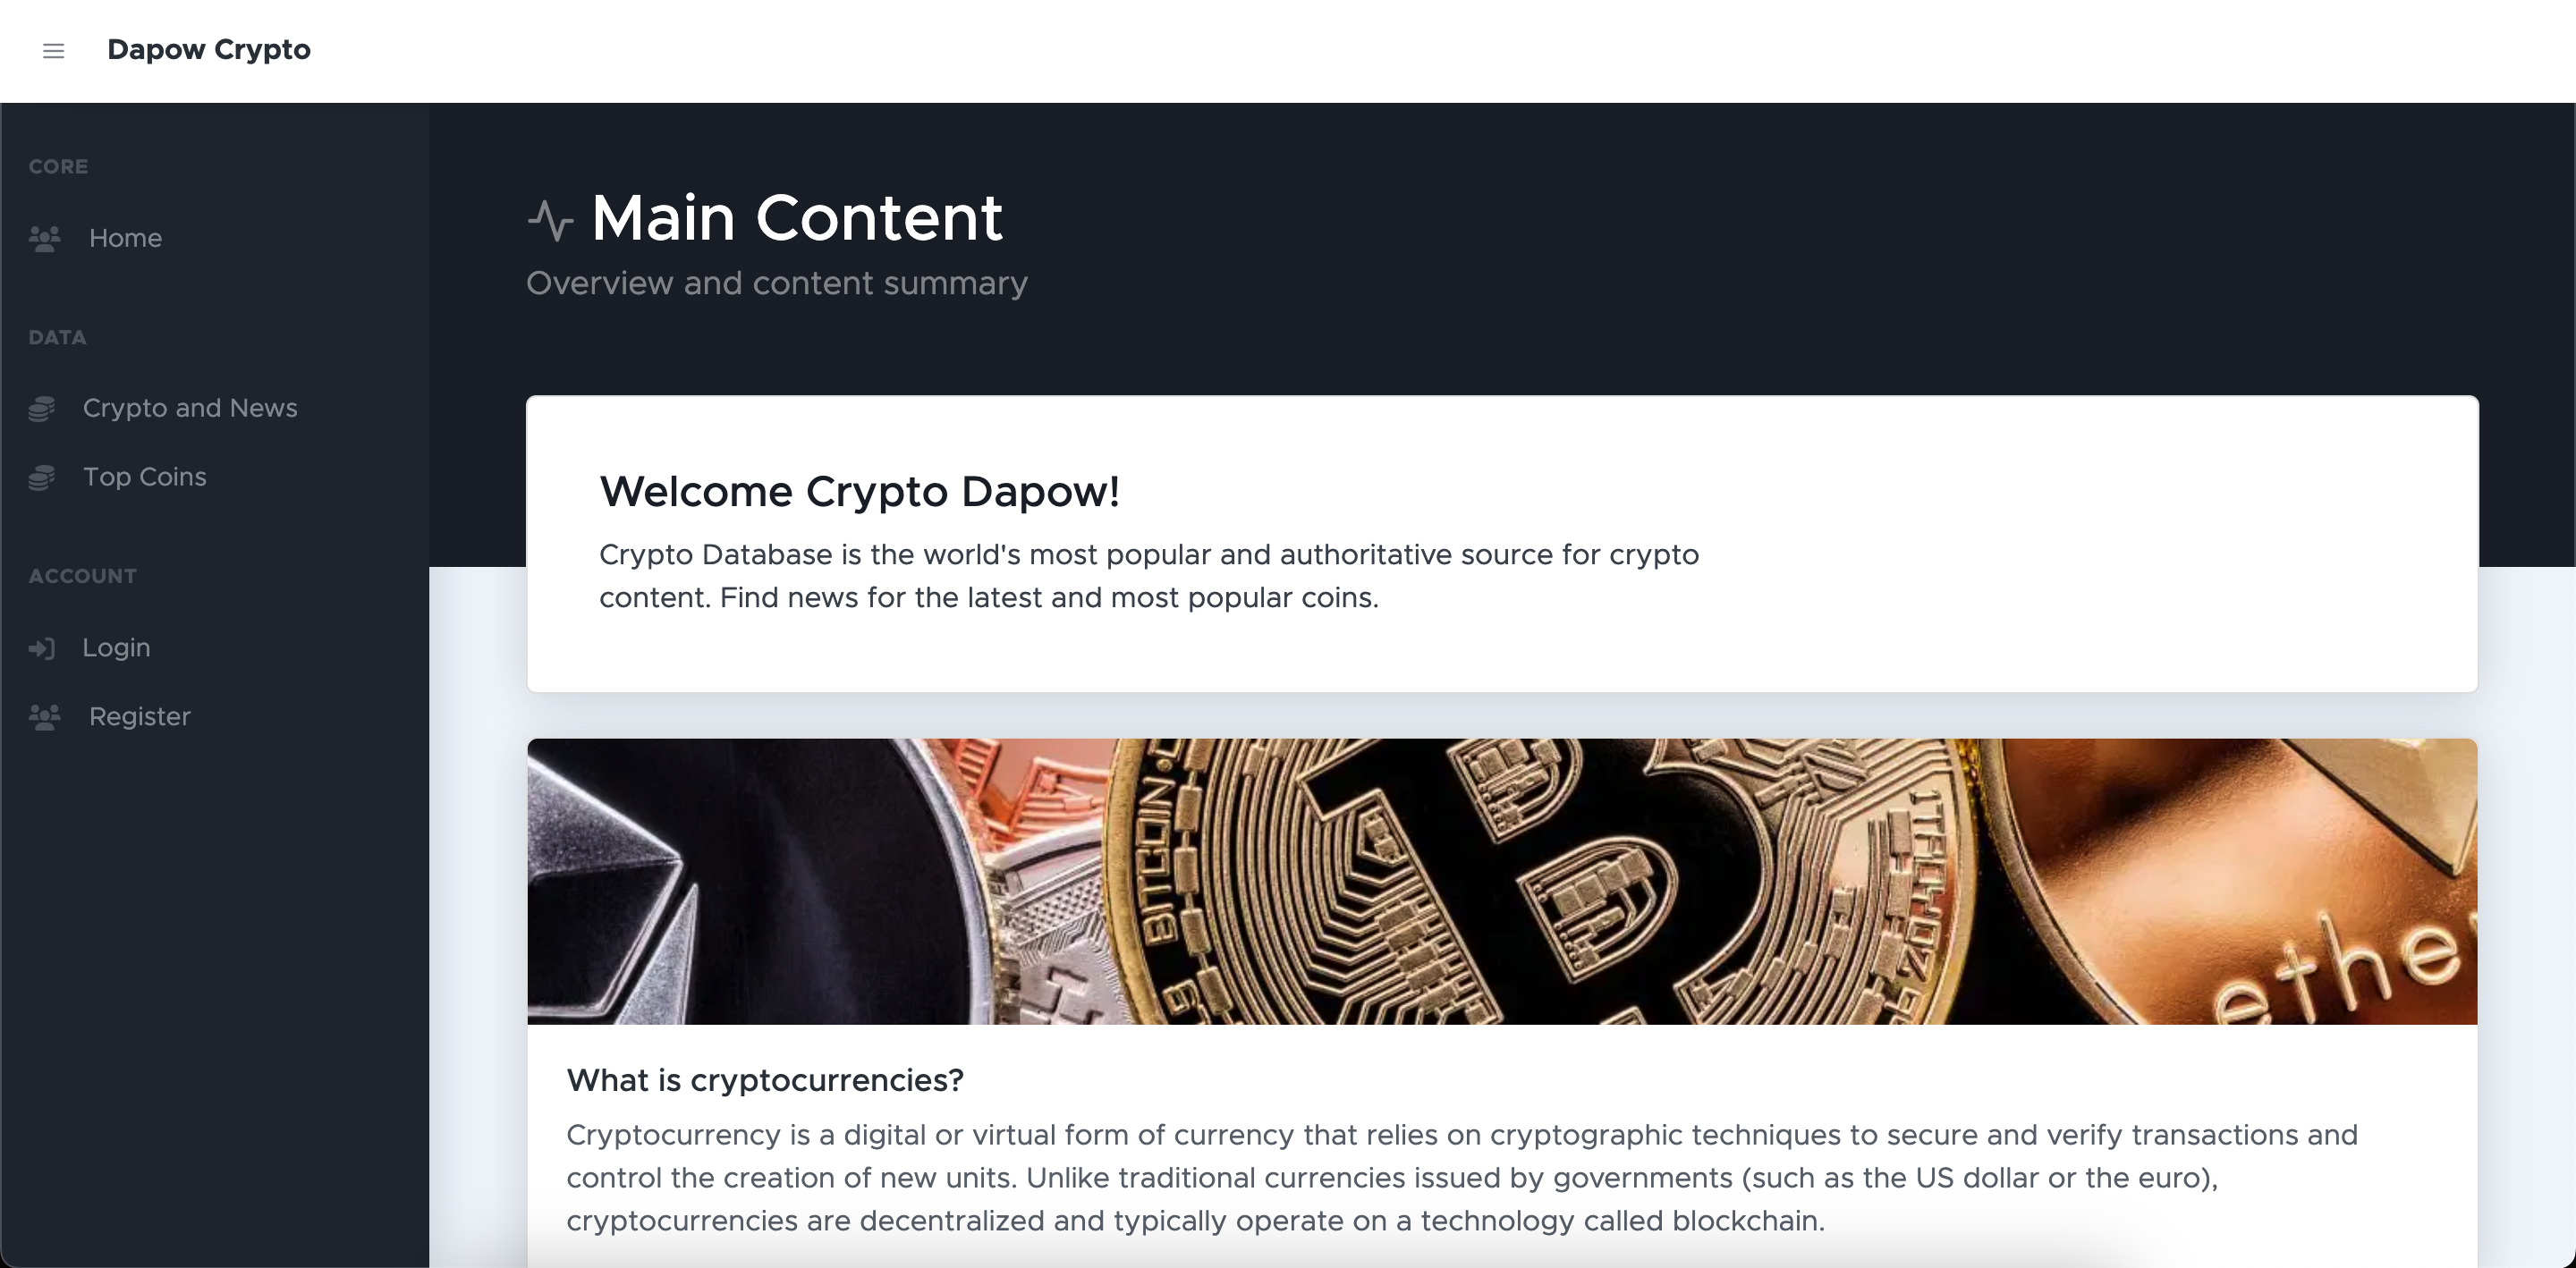 Dapow Crypto
CORE
Home
DATA
Crypto and News
Top Coins
ACCOUNT
Login
Register
Main Content
Overview and content summary
Welcome Crypto Dapow!
Crypto Database is the world's most popular and authoritative source for crypto
content. Find news for the latest and most popular coins.
BITCOIN
ethe
What is cryptocurrencies?
Cryptocurrency is a digital or virtual form of currency that relies on cryptographic techniques to secure and verify transactions and
control the creation of new units. Unlike traditional currencies issued by governments (such as the US dollar or the euro),
cryptocurrencies are decentralized and typically operate on a technology called blockchain.